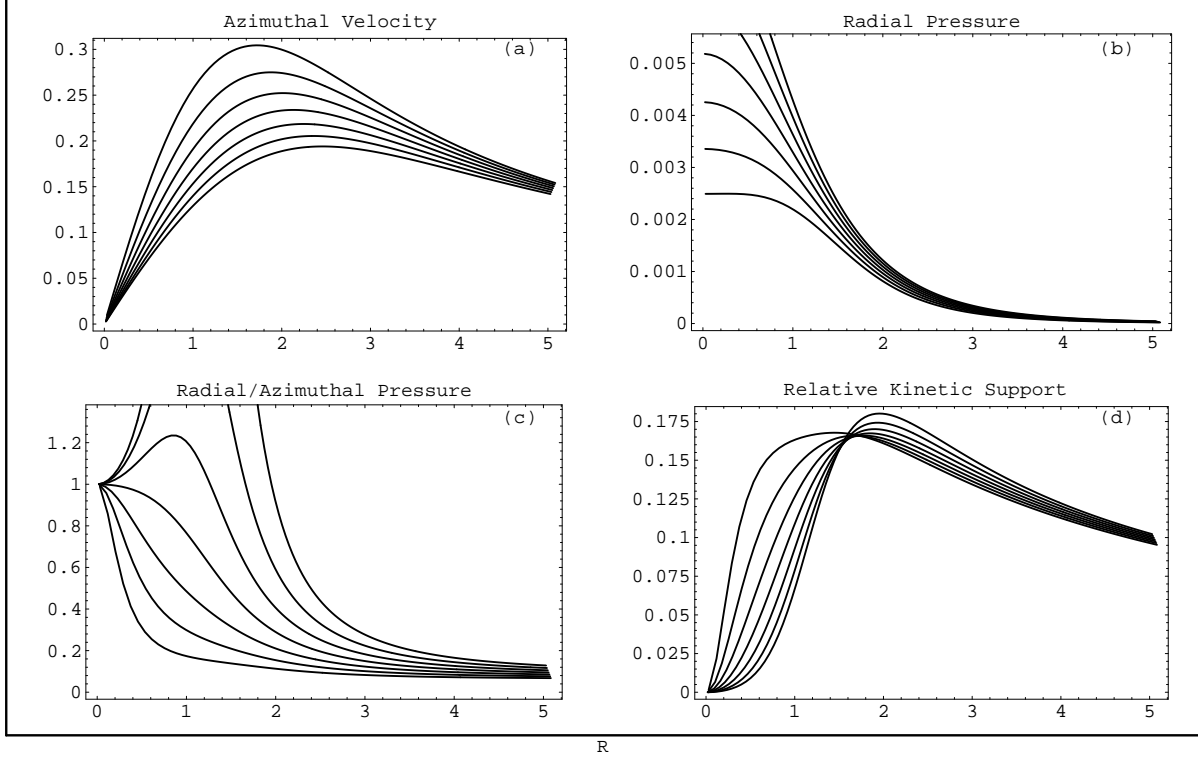 Azimuthal Velocity
(a)
0.3
0.25
0.2
0.15
0.1
0.05
0
0 1 2 3 4 5
Radial Pressure
(b)
0.005
0.004
0.003
0.002
0.001
0
0 1 2 3 4 5
Radial/Azimuthal Pressure
(c)
1.2
1
0.8
0.6
0.4
0.2
0
0 1 2 3 4 5
Relative Kinetic Support
(d)
0.175
0.15
0.125
0.1
0.075
0.05
0.025
0
0 1 2 3 4 5
R